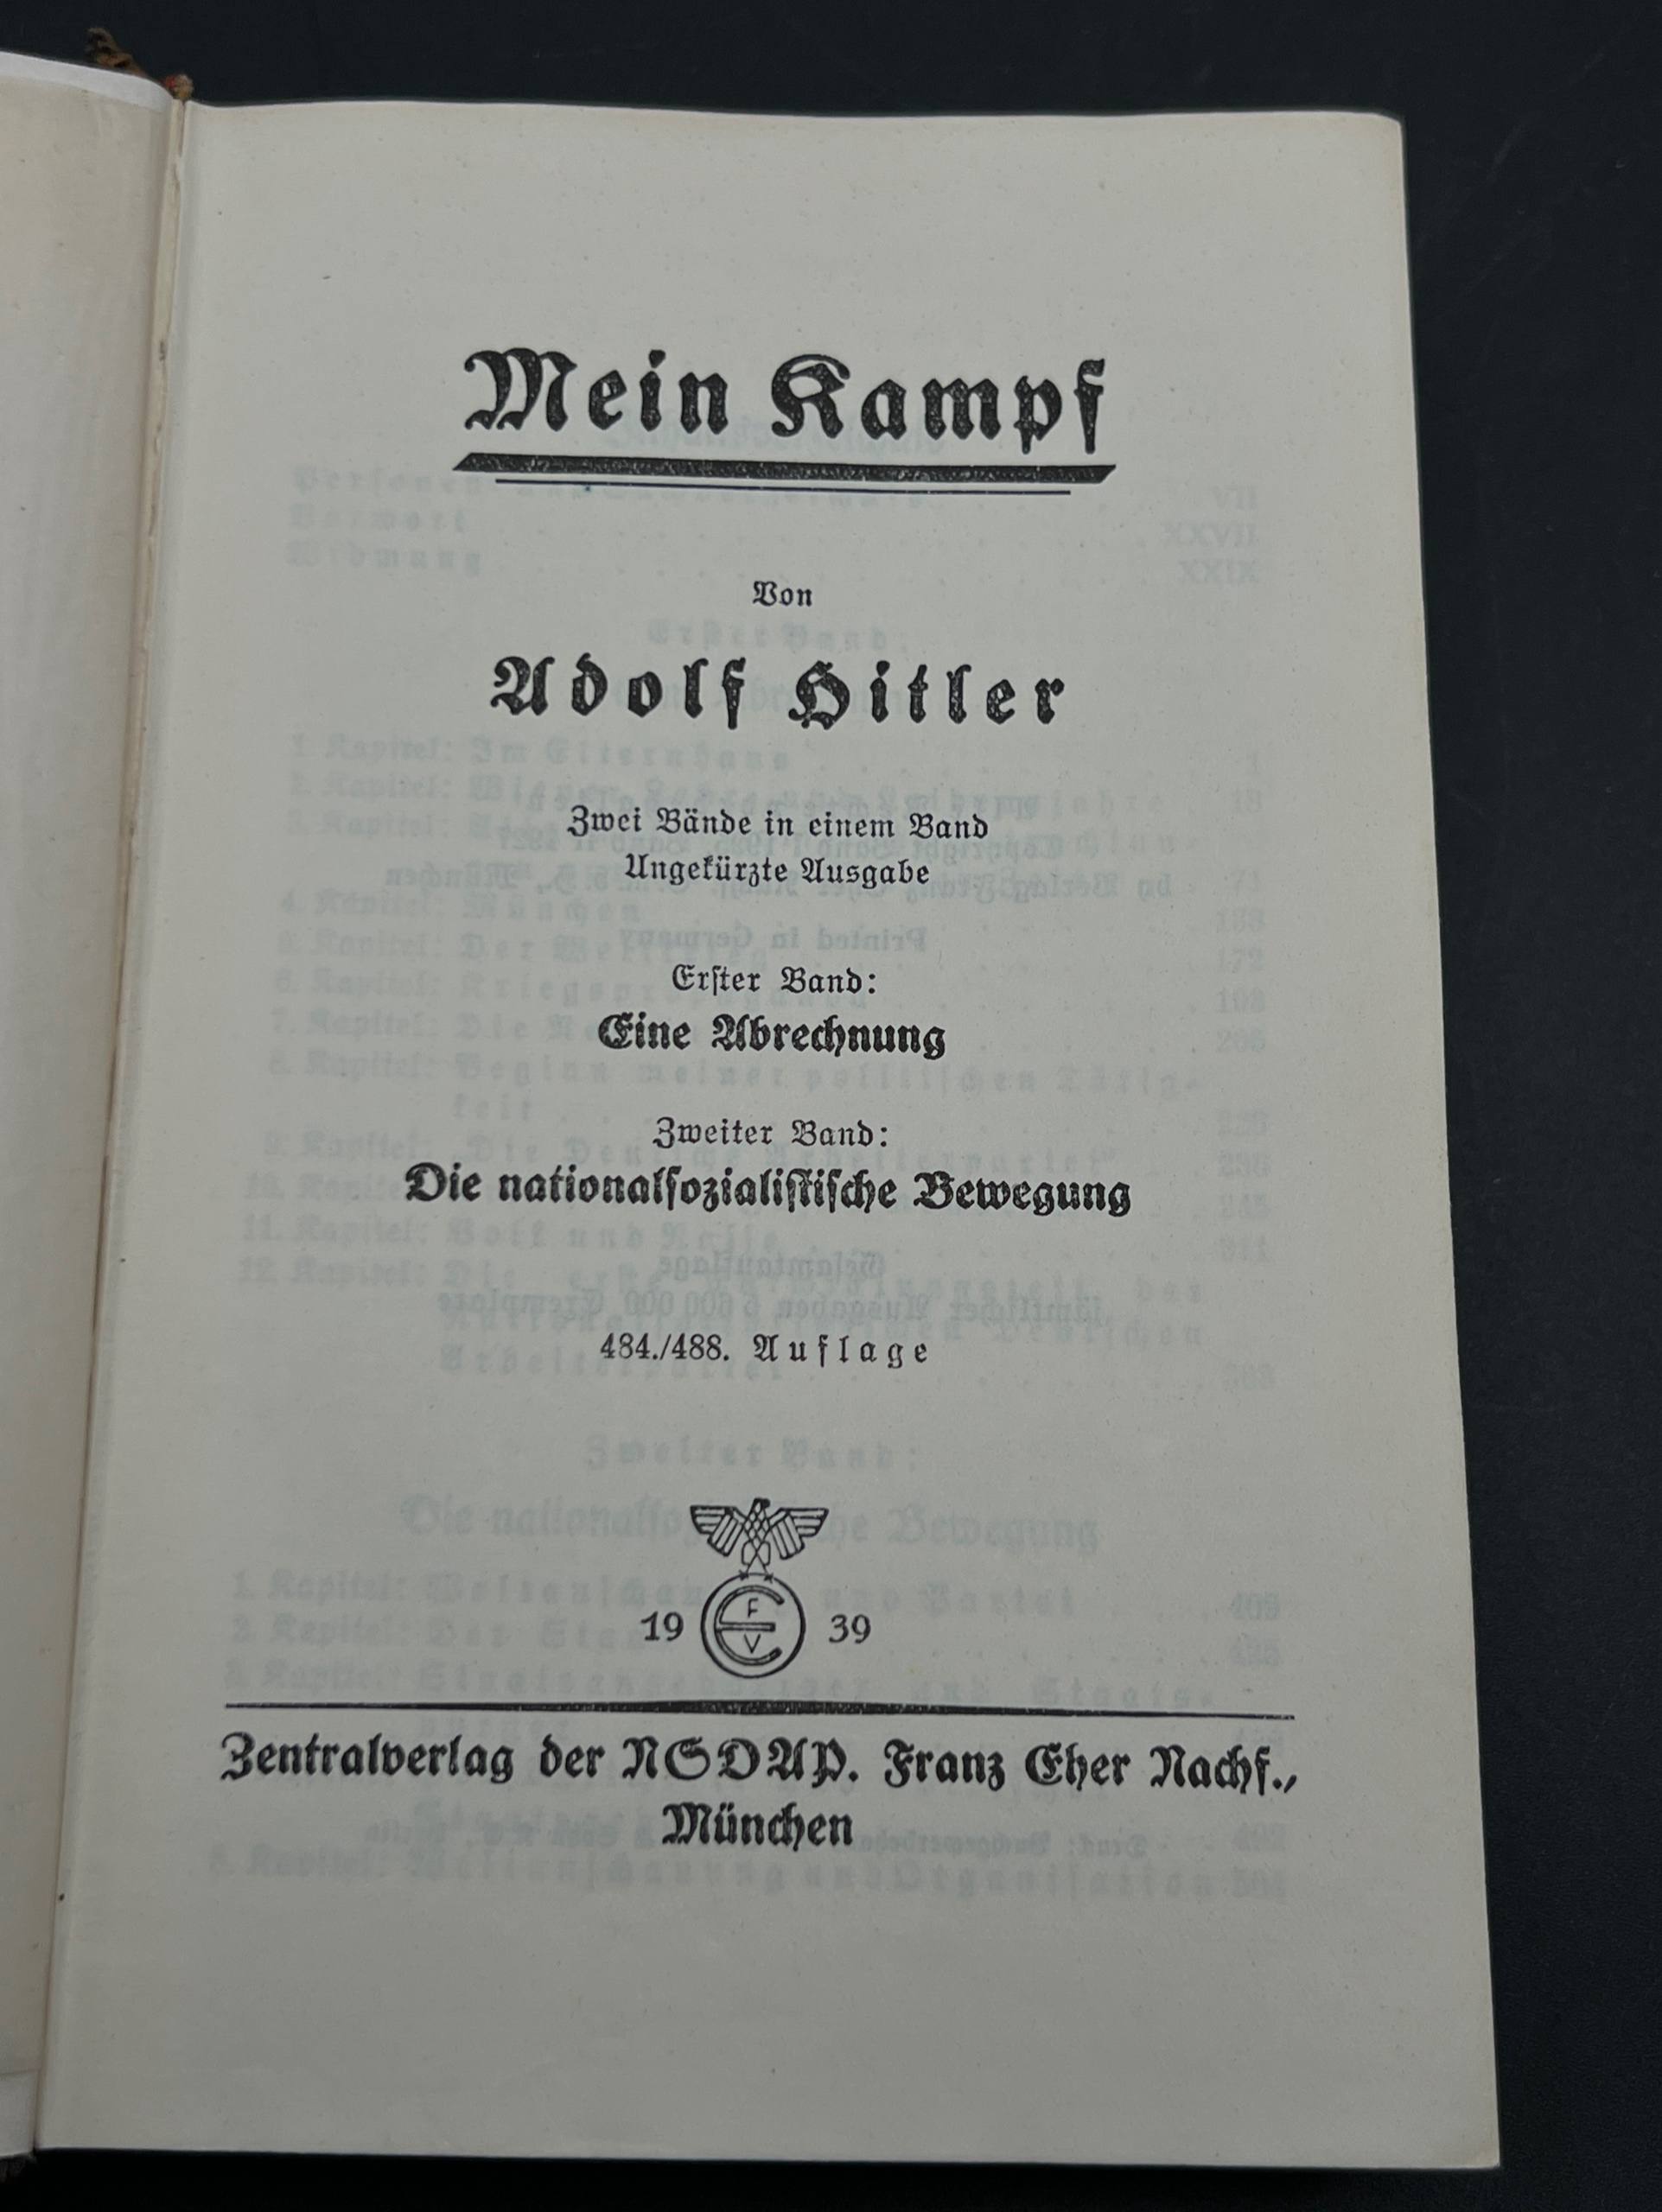 Mein Kampf
Von
Adolf Hitler
Zwei Bände in einem Band
Ungekürzte Ausgabe
Erſter Band:
Eine Abrechnung
Zweiter Band:
Die nationalſozialiſtiſche Bewegung
484./488. Auflage
19 F E V 39
Zentralverlag der NSDAP. Franz Eher Nachf.,
München